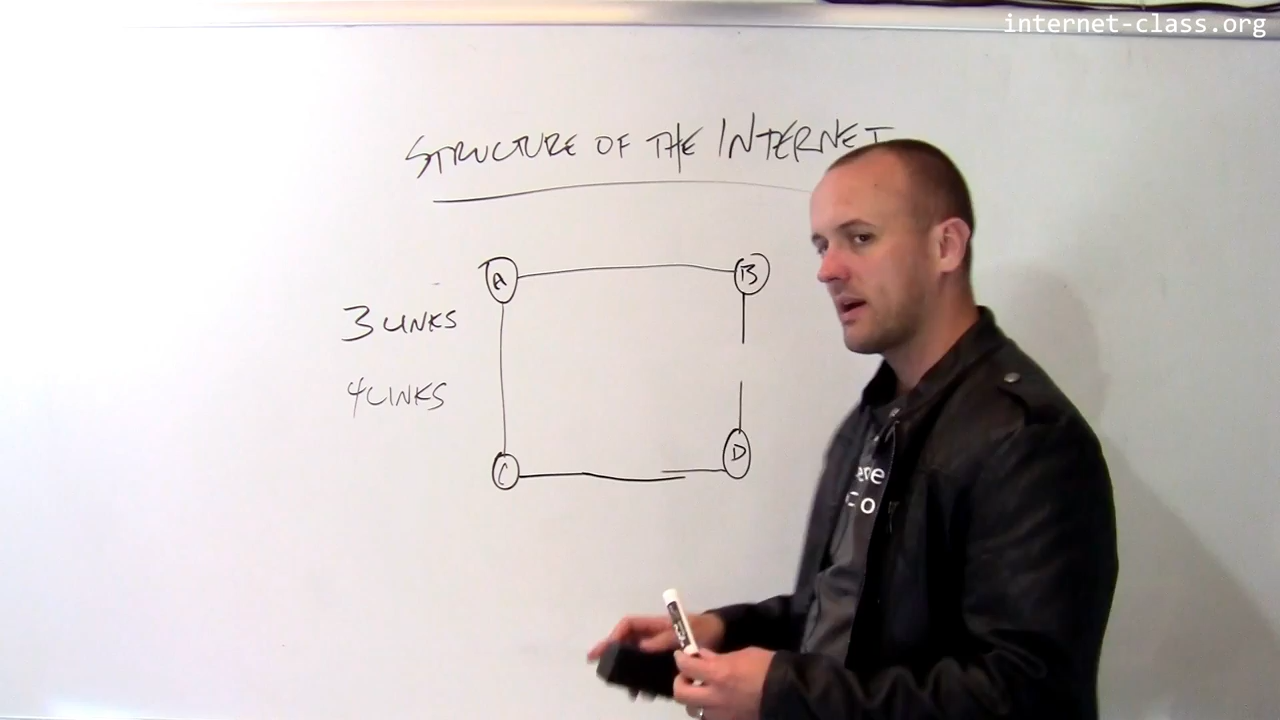 internet-class.org
STRUCTURE OF THE INTERNET
A
B
3 LINKS
4 LINKS
C
D